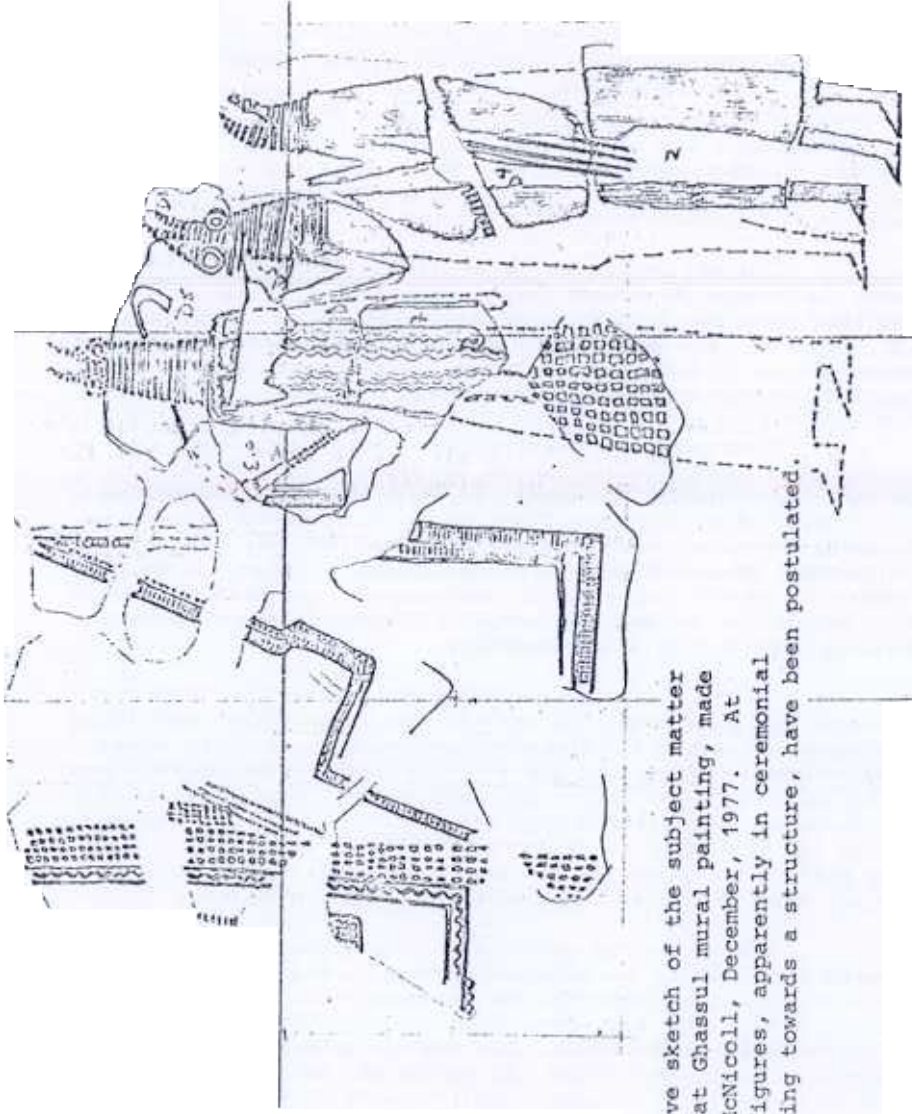 ve sketch of the subject matter
at Ghassul mural painting, made
cNicoll, December, 1977. At
igures, apparently in ceremonial
ing towards a structure, have been postulated.